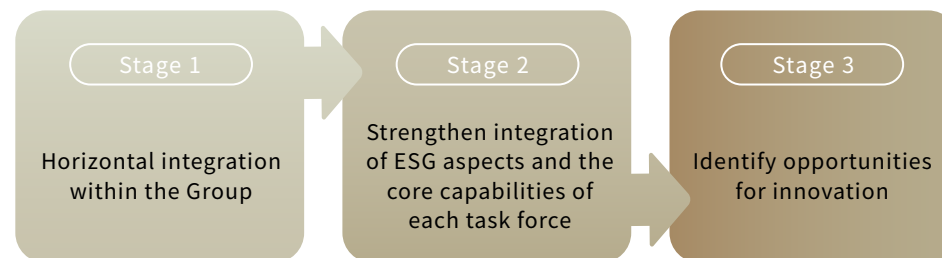 Stage 1
Horizontal integration
within the Group
Stage 2
Strengthen integration
of ESG aspects and the
core capabilities of
each task force
Stage 3
Identify opportunities
for innovation